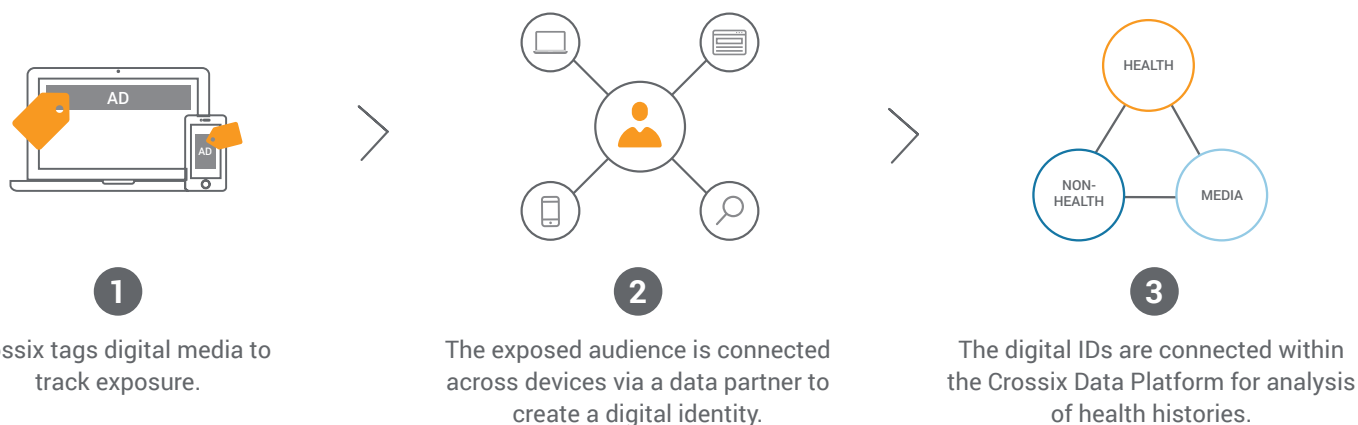 AD
AD
HEALTH
NON-
HEALTH
MEDIA
1
2
3
ssix tags digital media to
track exposure.
The exposed audience is connected
across devices via a data partner to
create a digital identity.
The digital IDs are connected within
the Crossix Data Platform for analysis
of health histories.